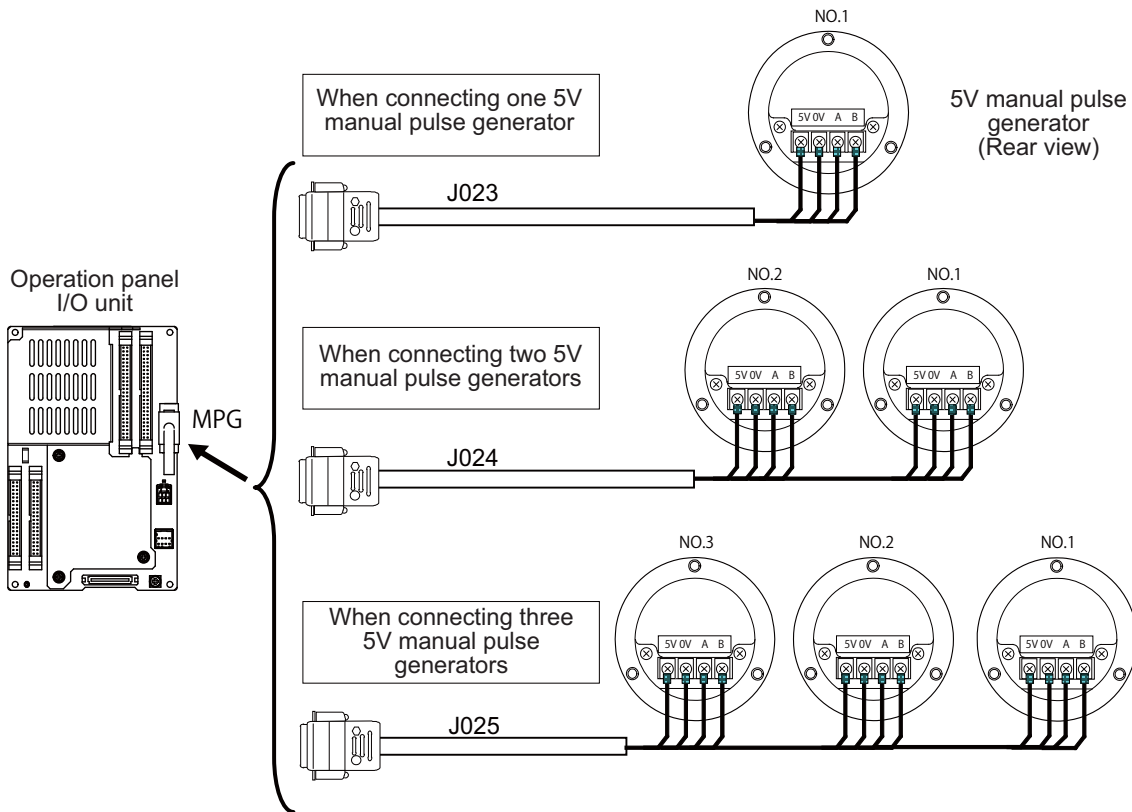 NO.1
When connecting one 5V
manual pulse generator
5V 0V A B
5V manual pulse
generator
(Rear view)
J023
NO.2
NO.1
Operation panel
I/O unit
When connecting two 5V
manual pulse generators
5V 0V A B
5V 0V A B
MPG
J024
NO.3
NO.2
NO.1
When connecting three
5V manual pulse
generators
5V 0V A B
5V 0V A B
5V 0V A B
J025